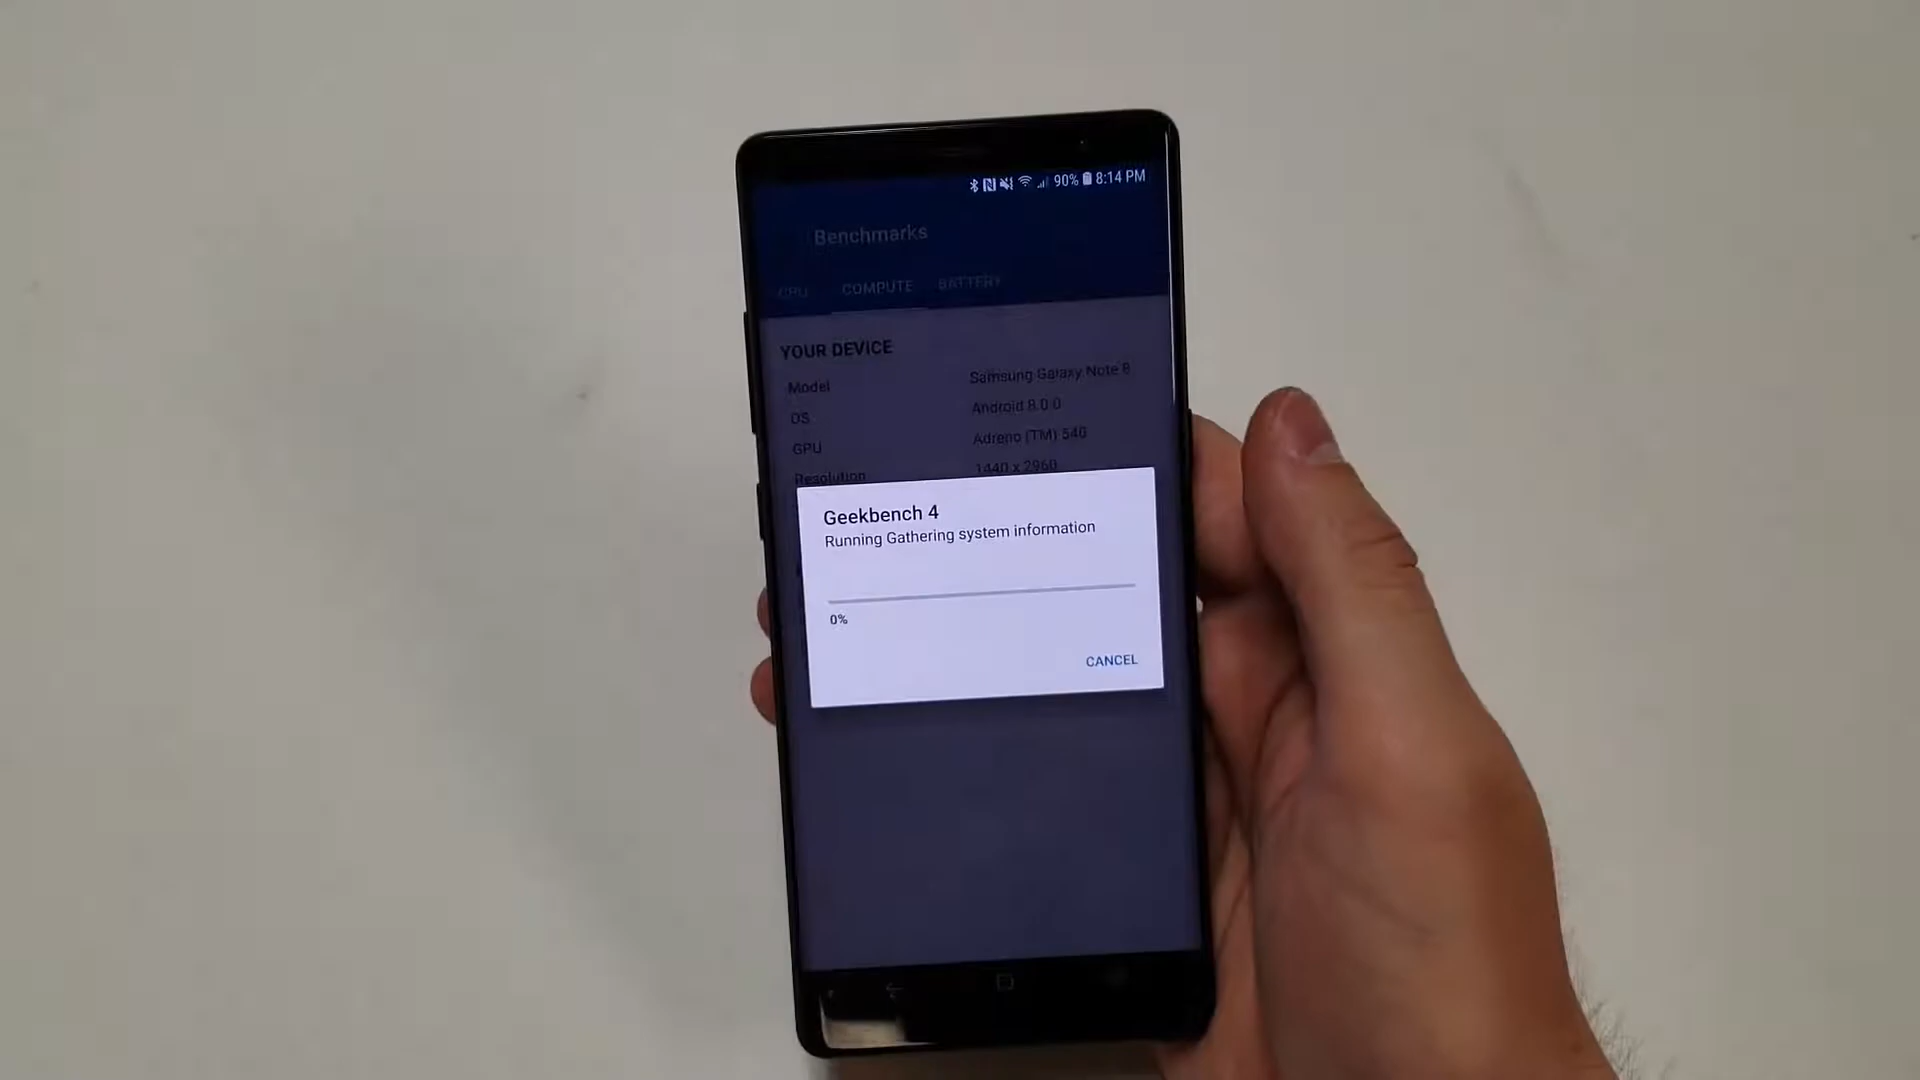 90% 8:14 PM
Benchmarks
CPU COMPUTE BATTERY
YOUR DEVICE
Model Samsung Galaxy Note 8
OS Android 8.0.0
GPU Adreno (TM) 540
Resolution 1440 x 2960
Geekbench 4
Running Gathering system information
0%
CANCEL